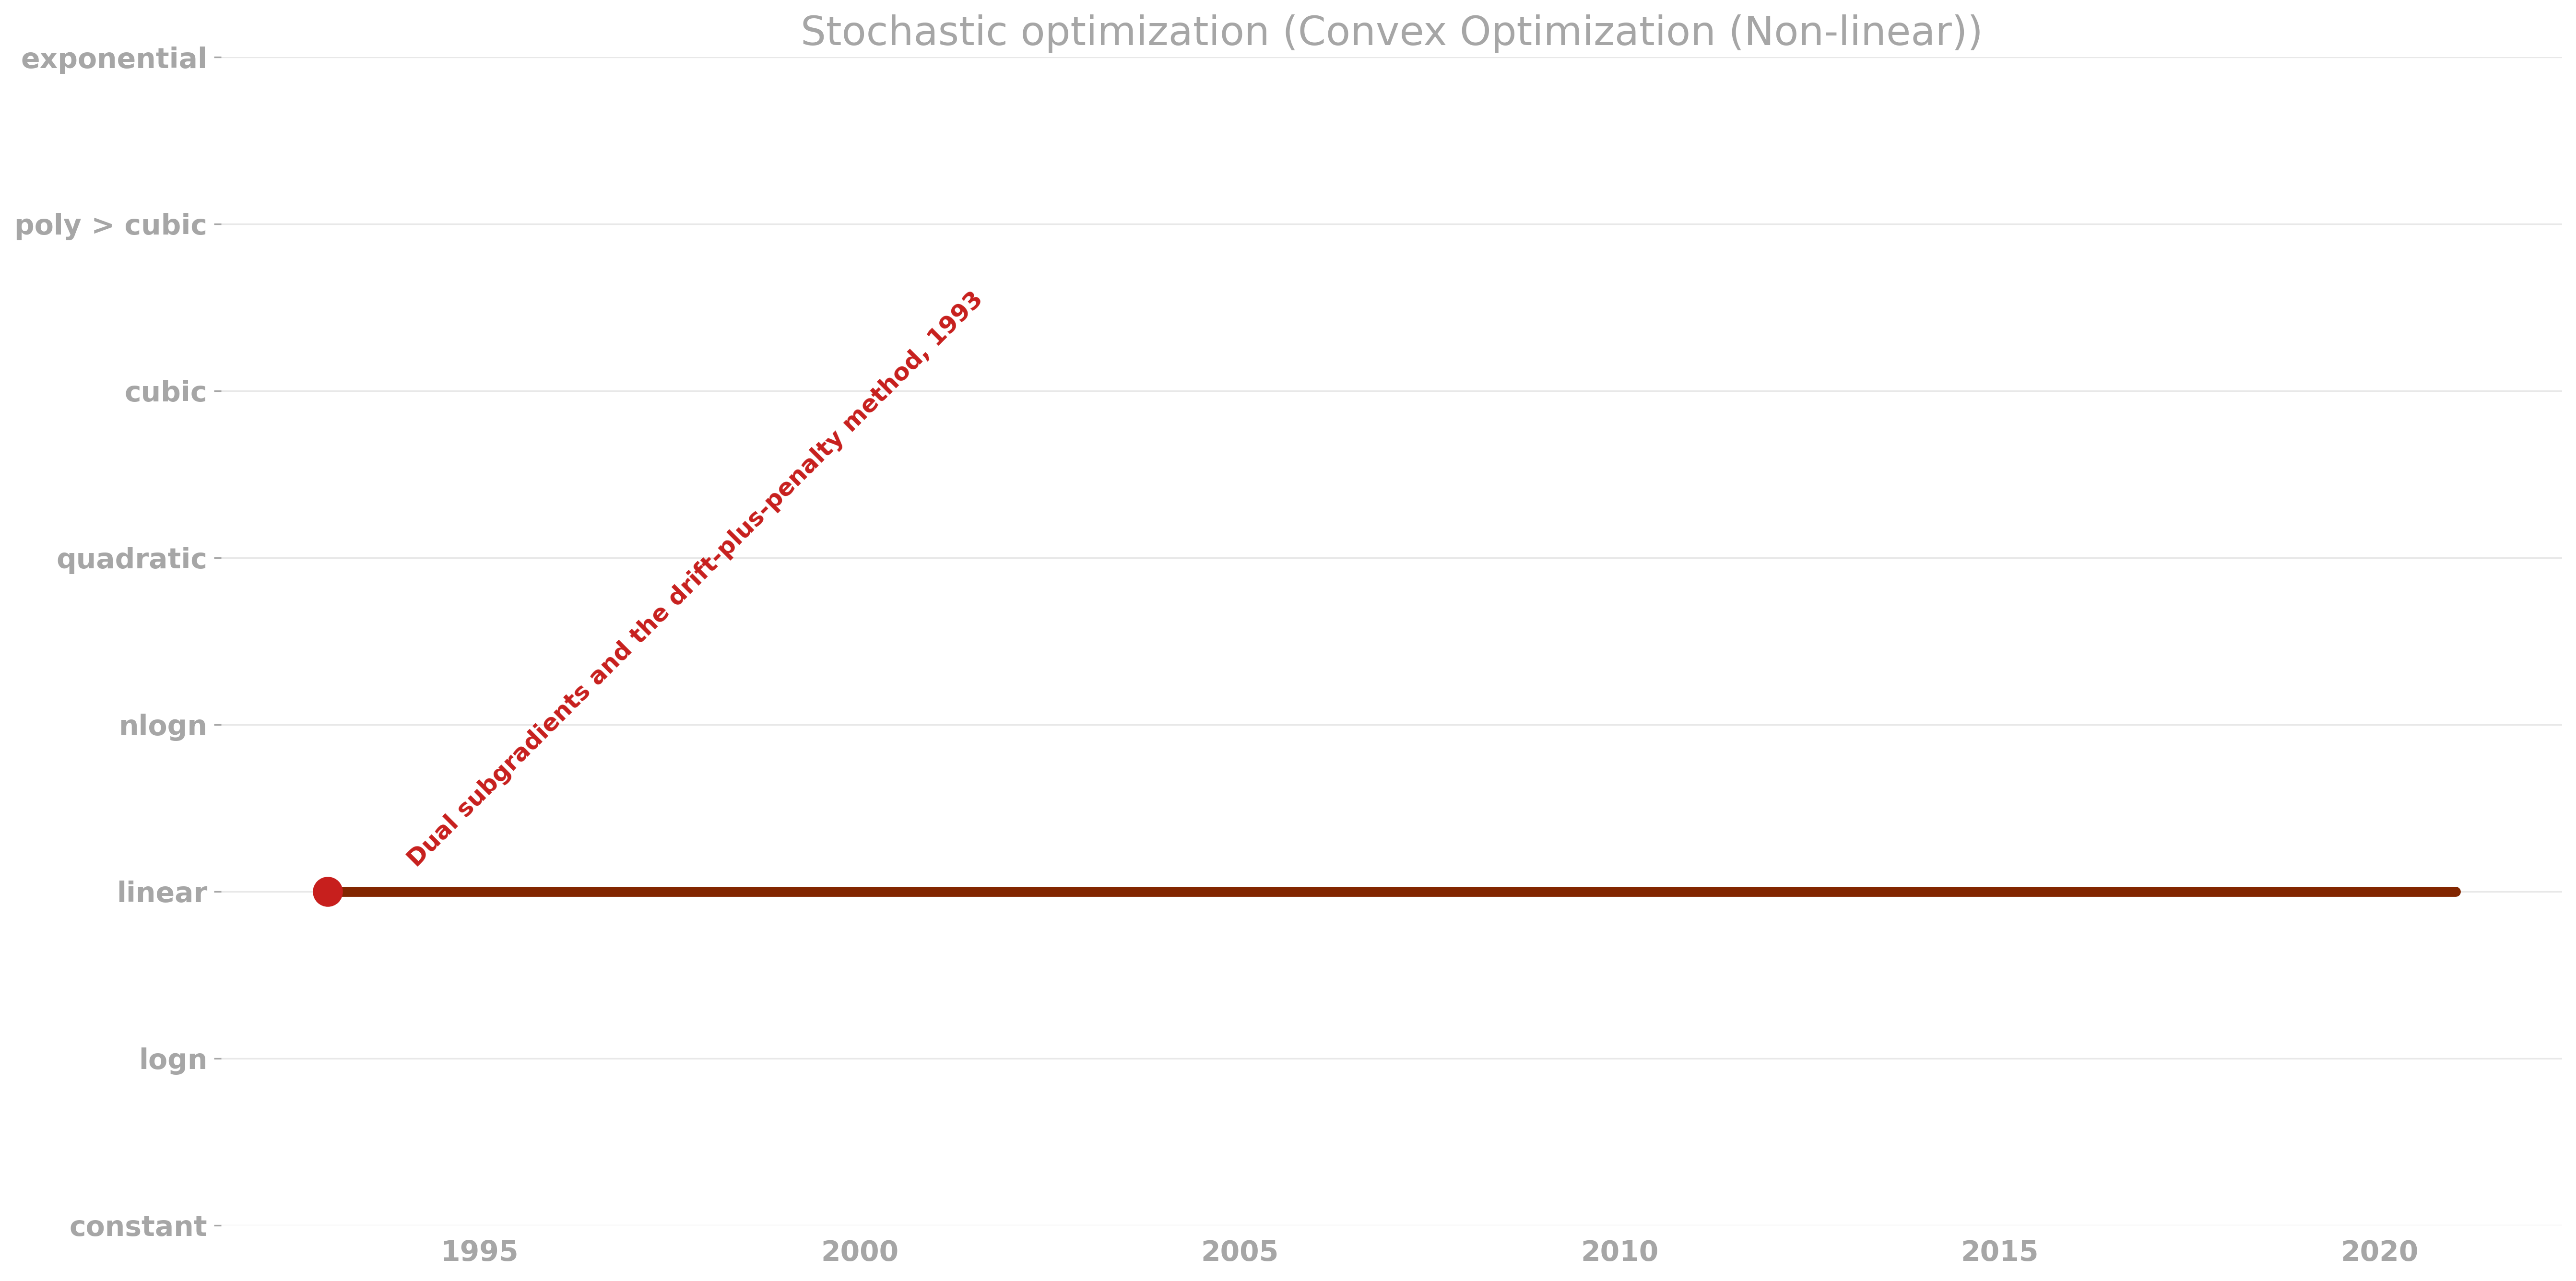 Stochastic optimization (Convex Optimization (Non-linear))
exponential
poly > cubic
cubic
quadratic
nlogn
linear
logn
constant
Dual subgradients and the drift-plus-penalty method, 1993
1995
2000
2005
2010
2015
2020